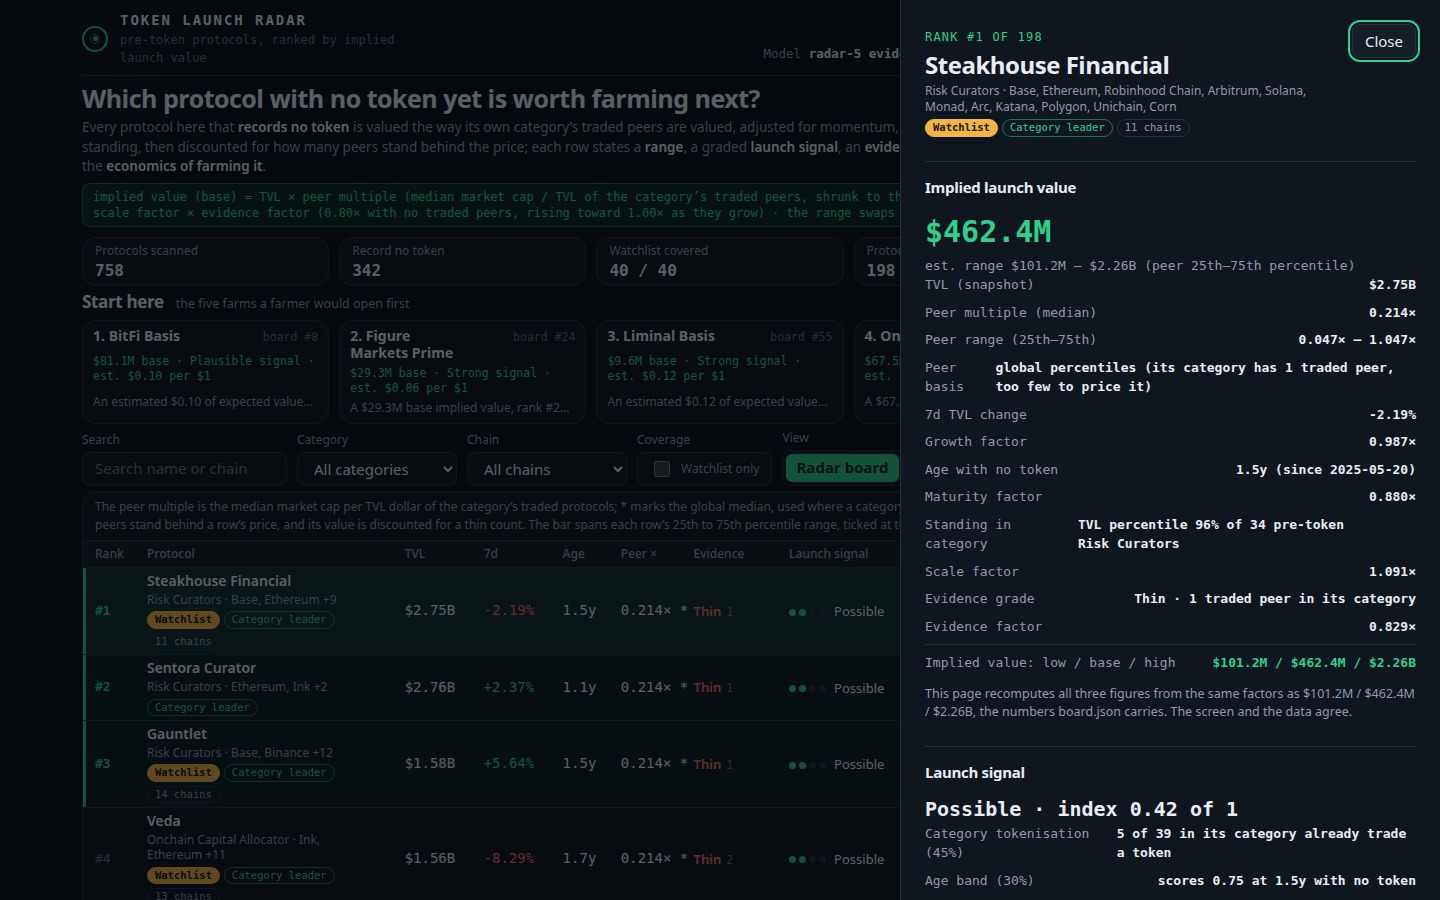 TOKEN LAUNCH RADAR
pre-token protocols, ranked by implied
launch value
Model radar-5 evide
Which protocol with no token yet is worth farming next?
Every protocol here that records no token is valued the way its own category's traded peers are valued, adjusted for momentum,
standing, then discounted for how many peers stand behind the price; each row states a range, a graded launch signal, an evide
the economics of farming it.
implied value (base) = TVL × peer multiple (median market cap / TVL of the category's traded peers, shrunk to th
scale factor × evidence factor (0.80× with no traded peers, rising toward 1.00× as they grow) · the range swaps
Protocols scanned
758
Record no token
342
Watchlist covered
40 / 40
Protoc
198
Start here the five farms a farmer would open first
1. BitFi Basis board #8
$81.1M base · Plausible signal ·
est. $0.10 per $1
An estimated $0.10 of expected value…
2. Figure
Markets Prime board #24
$29.3M base · Strong signal ·
est. $0.06 per $1
A $29.3M base implied value, rank #2…
3. Liminal Basis board #55
$9.6M base · Strong signal ·
est. $0.12 per $1
An estimated $0.12 of expected value…
4. On
$67.5
est.
A $67.
Search Category Chain Coverage View
Search name or chain All categories All chains Watchlist only Radar board
The peer multiple is the median market cap per TVL dollar of the category's traded protocols; * marks the global median, used where a category
peers stand behind a row's price, and its value is discounted for a thin count. The bar spans each row's 25th to 75th percentile range, ticked at t
Rank Protocol TVL 7d Age Peer × Evidence Launch signal
#1 Steakhouse Financial
Risk Curators · Base, Ethereum +9
Watchlist Category leader
11 chains
$2.75B -2.19% 1.5y 0.214× * Thin 1 Possible
#2 Sentora Curator
Risk Curators · Ethereum, Ink +2
Category leader
$2.76B +2.37% 1.1y 0.214× * Thin 1 Possible
#3 Gauntlet
Risk Curators · Base, Binance +12
Watchlist Category leader
14 chains
$1.58B +5.64% 1.5y 0.214× * Thin 1 Possible
#4 Veda
Onchain Capital Allocator · Ink,
Ethereum +11
Watchlist Category leader
13 chains
$1.56B -8.29% 1.7y 0.214× * Thin 2 Possible
RANK #1 OF 198
Close
Steakhouse Financial
Risk Curators · Base, Ethereum, Robinhood Chain, Arbitrum, Solana,
Monad, Arc, Katana, Polygon, Unichain, Corn
Watchlist Category leader 11 chains
Implied launch value
$462.4M
est. range $101.2M – $2.26B (peer 25th–75th percentile)
TVL (snapshot) $2.75B
Peer multiple (median) 0.214×
Peer range (25th–75th) 0.047× – 1.047×
Peer basis global percentiles (its category has 1 traded peer,
too few to price it)
7d TVL change -2.19%
Growth factor 0.987×
Age with no token 1.5y (since 2025-05-20)
Maturity factor 0.880×
Standing in category TVL percentile 96% of 34 pre-token
Risk Curators
Scale factor 1.091×
Evidence grade Thin · 1 traded peer in its category
Evidence factor 0.829×
Implied value: low / base / high $101.2M / $462.4M / $2.26B
This page recomputes all three figures from the same factors as $101.2M / $462.4M
/ $2.26B, the numbers board.json carries. The screen and the data agree.
Launch signal
Possible · index 0.42 of 1
Category tokenisation (45%) 5 of 39 in its category already trade
a token
Age band (30%) scores 0.75 at 1.5y with no token